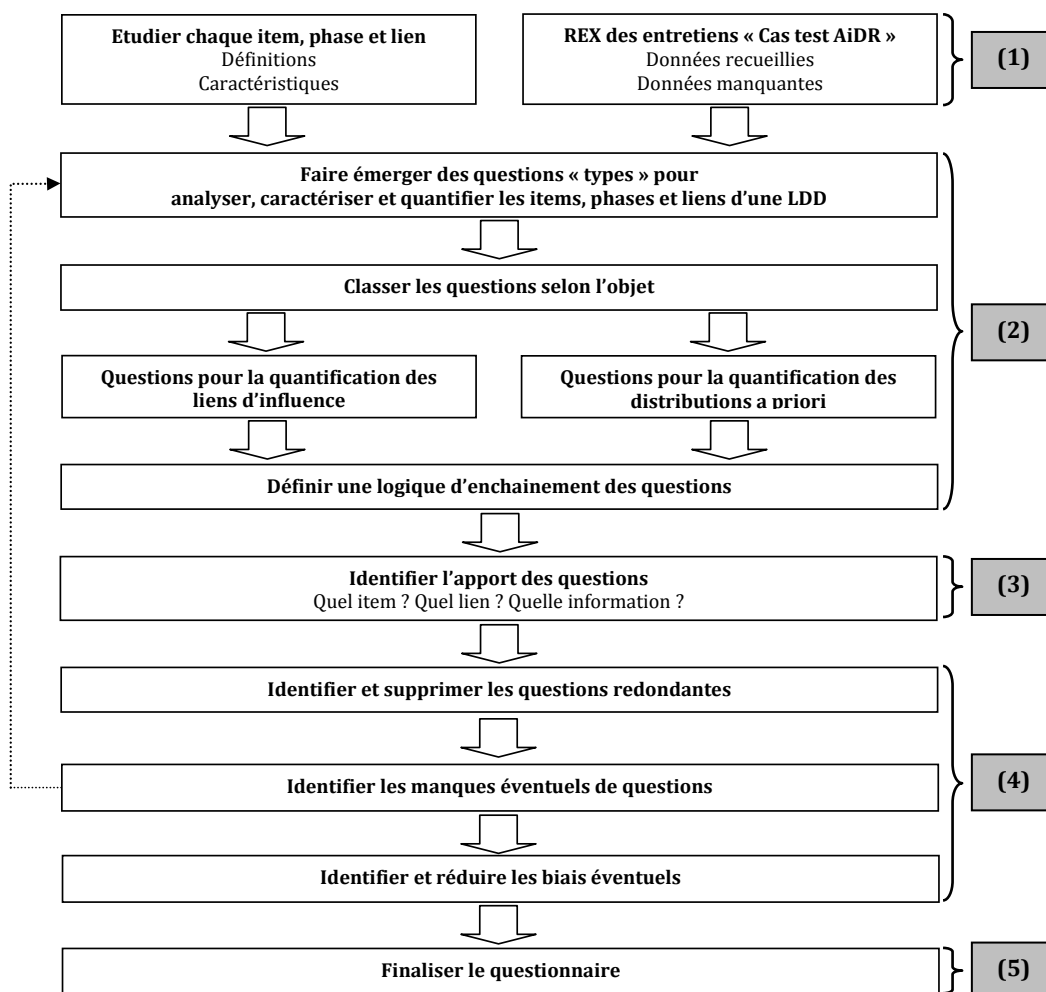 Etudier chaque item, phase et lien
Définitions
Caractéristiques
REX des entretiens « Cas test AiDR »
Données recueillies
Données manquantes
(1)
Faire émerger des questions « types » pour
analyser, caractériser et quantifier les items, phases et liens d’une LDD
Classer les questions selon l’objet
(2)
Questions pour la quantification des
liens d’influence
Questions pour la quantification des
distributions a priori
Définir une logique d’enchainement des questions
Identifier l’apport des questions
Quel item ? Quel lien ? Quelle information ?
(3)
Identifier et supprimer les questions redondantes
Identifier les manques éventuels de questions
(4)
Identifier et réduire les biais éventuels
Finaliser le questionnaire
(5)